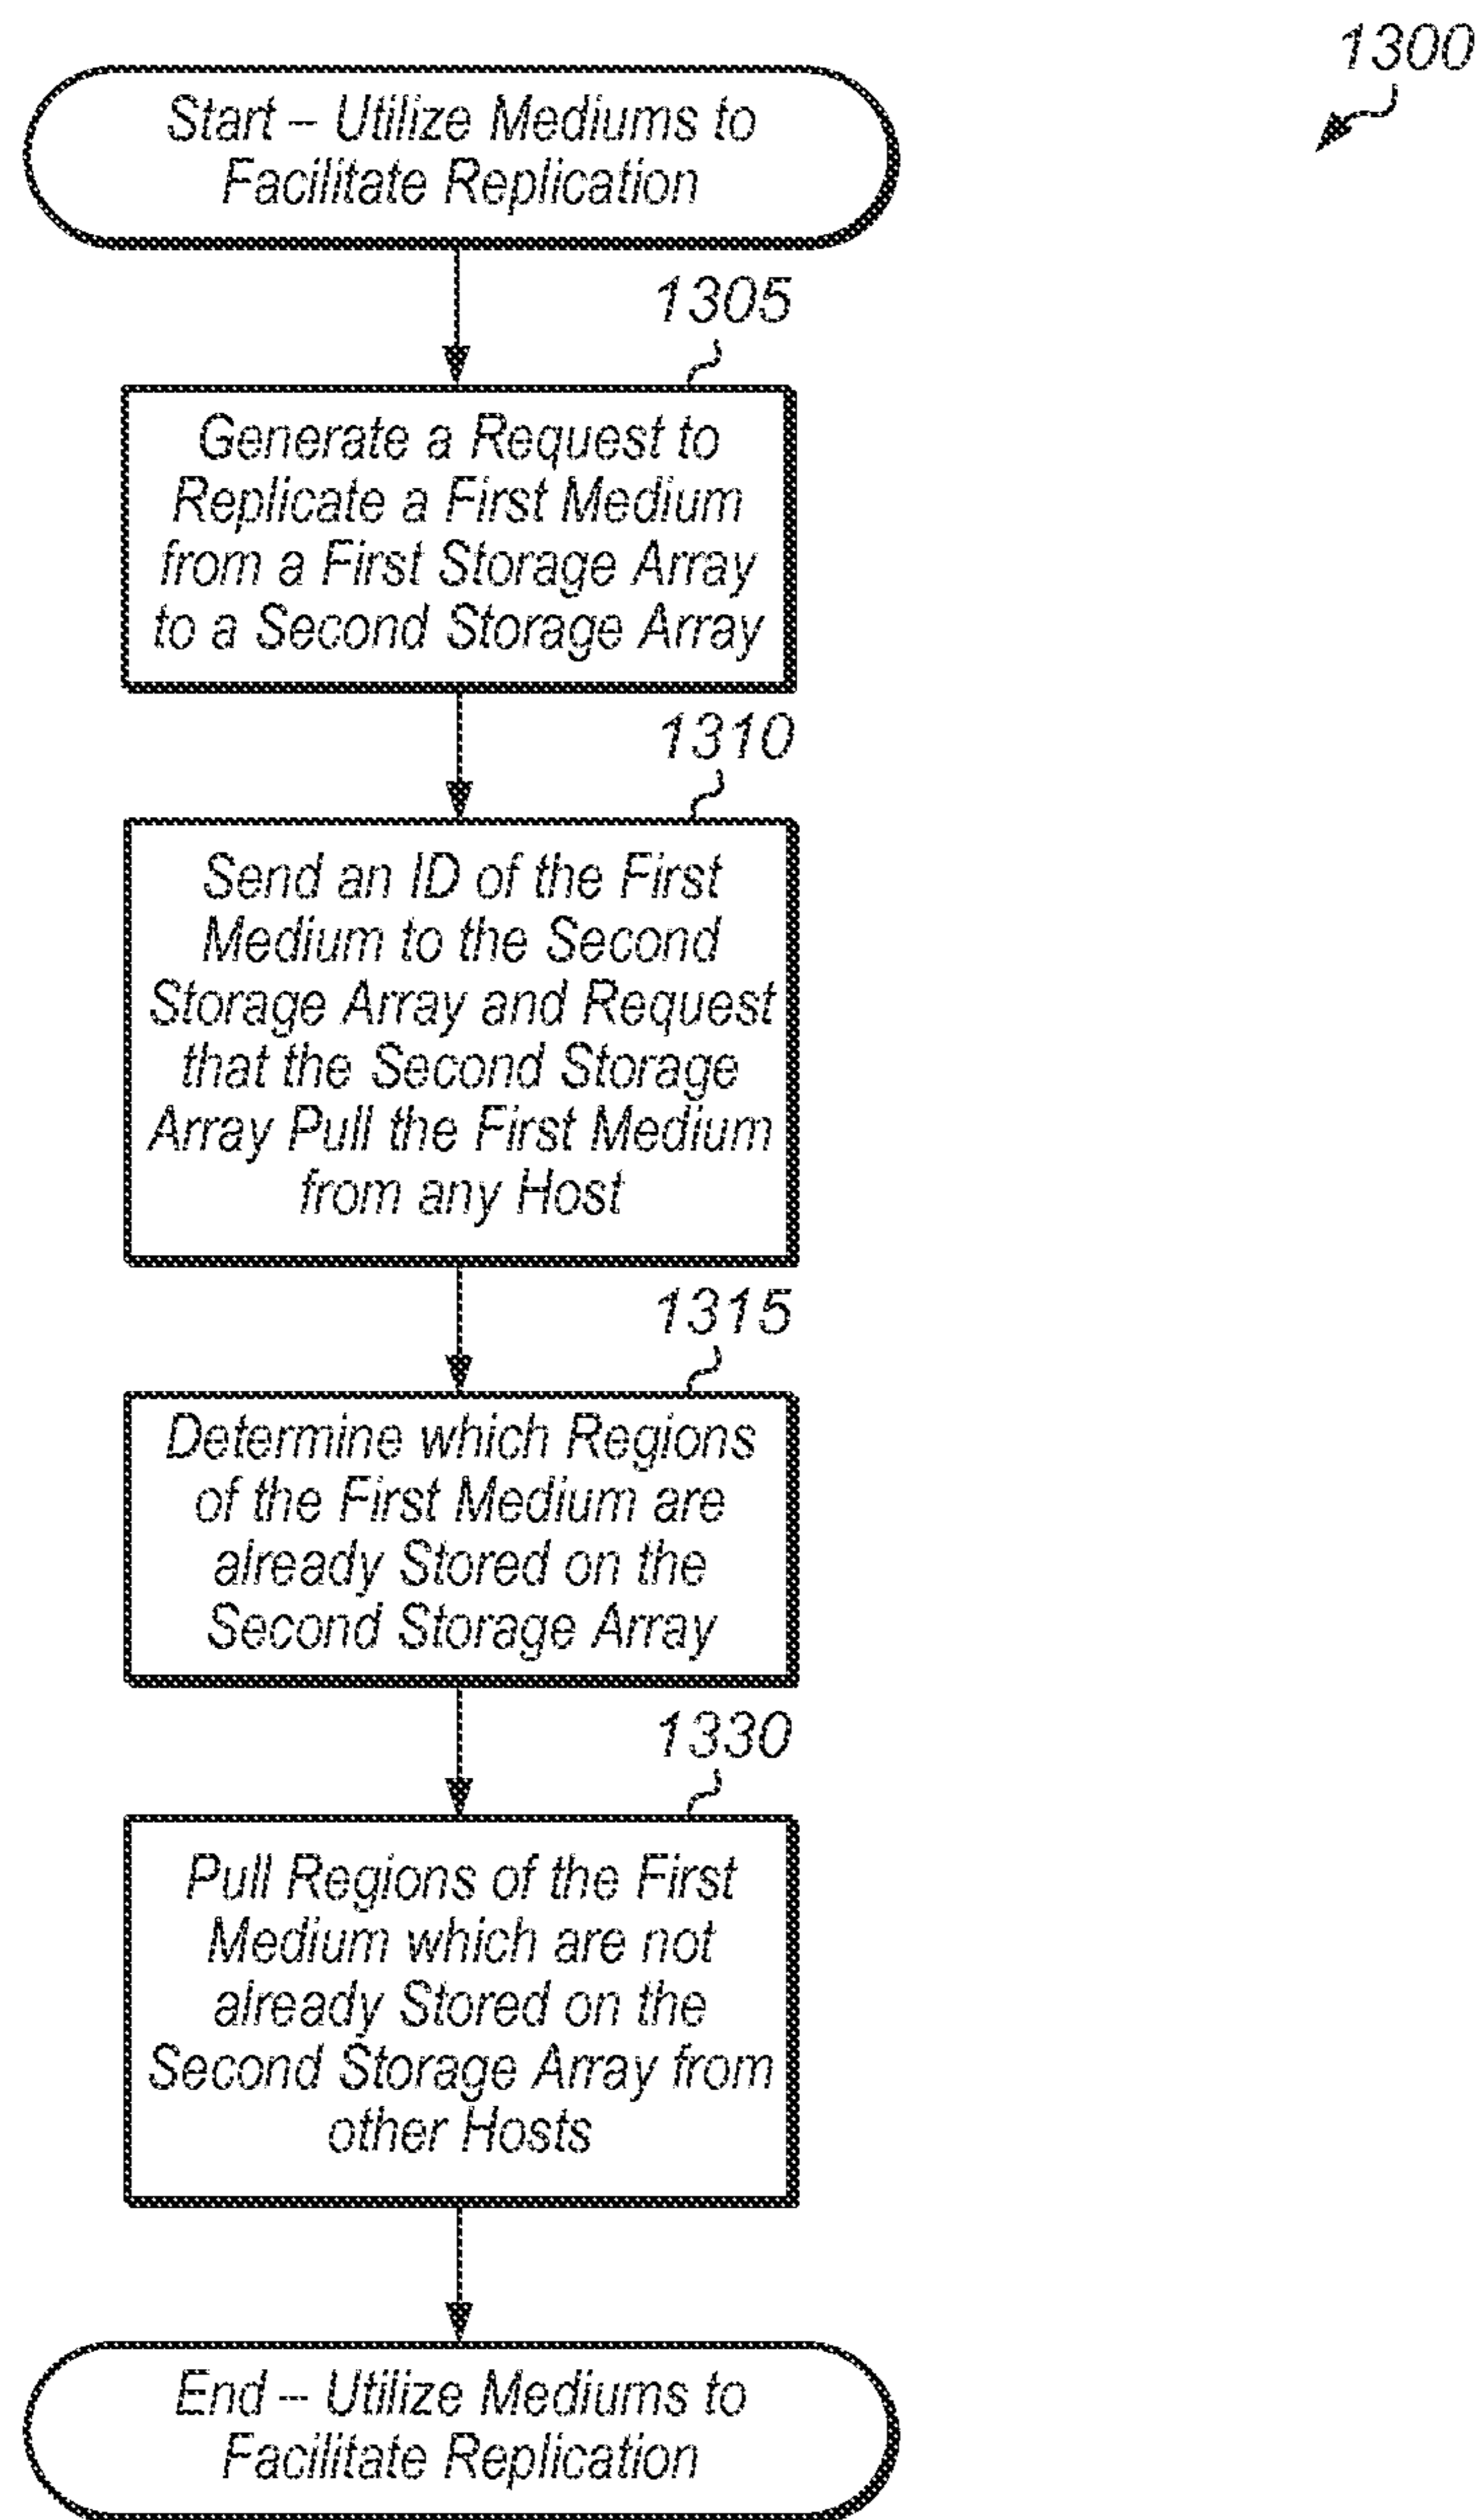 1300
Start – Utilize Mediums to
Facilitate Replication
1305
Generate a Request to
Replicate a First Medium
from a First Storage Array
to a Second Storage Array
1310
Send an ID of the First
Medium to the Second
Storage Array and Request
that the Second Storage
Array Pull the First Medium
from any Host
1315
Determine which Regions
of the First Medium are
already Stored on the
Second Storage Array
1330
Pull Regions of the First
Medium which are not
already Stored on the
Second Storage Array from
other Hosts
End – Utilize Mediums to
Facilitate Replication